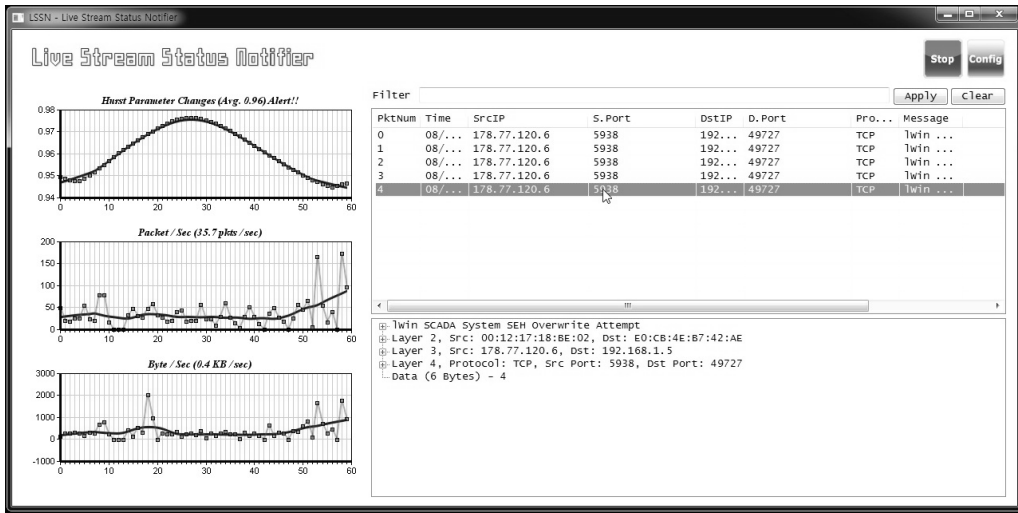 LSSN - Live Stream Status Notifier
Live Stream Status Notifier
Stop
Config
Hurst Parameter Changes (Avg. 0.96) Alert!!
0.98
0.97
0.96
0.95
0.94
0 10 20 30 40 50 60
Packet / Sec (35.7 pkts / sec)
200
150
100
50
0
0 10 20 30 40 50 60
Byte / Sec (0.4 KB / sec)
3000
2000
1000
0
-1000
0 10 20 30 40 50 60
Filter
Apply
Clear
PktNum Time SrcIP S.Port DstIP D.Port Pro... Message
0 08/... 178.77.120.6 5938 192... 49727 TCP lwin ...
1 08/... 178.77.120.6 5938 192... 49727 TCP lwin ...
2 08/... 178.77.120.6 5938 192... 49727 TCP lwin ...
3 08/... 178.77.120.6 5938 192... 49727 TCP lwin ...
4 08/... 178.77.120.6 5938 192... 49727 TCP lwin ...
lwin SCADA System SEH Overwrite Attempt
Layer 2, Src: 00:12:17:18:BE:02, Dst: E0:CB:4E:B7:42:AE
Layer 3, Src: 178.77.120.6, Dst: 192.168.1.5
Layer 4, Protocol: TCP, Src Port: 5938, Dst Port: 49727
Data (6 Bytes) - 4